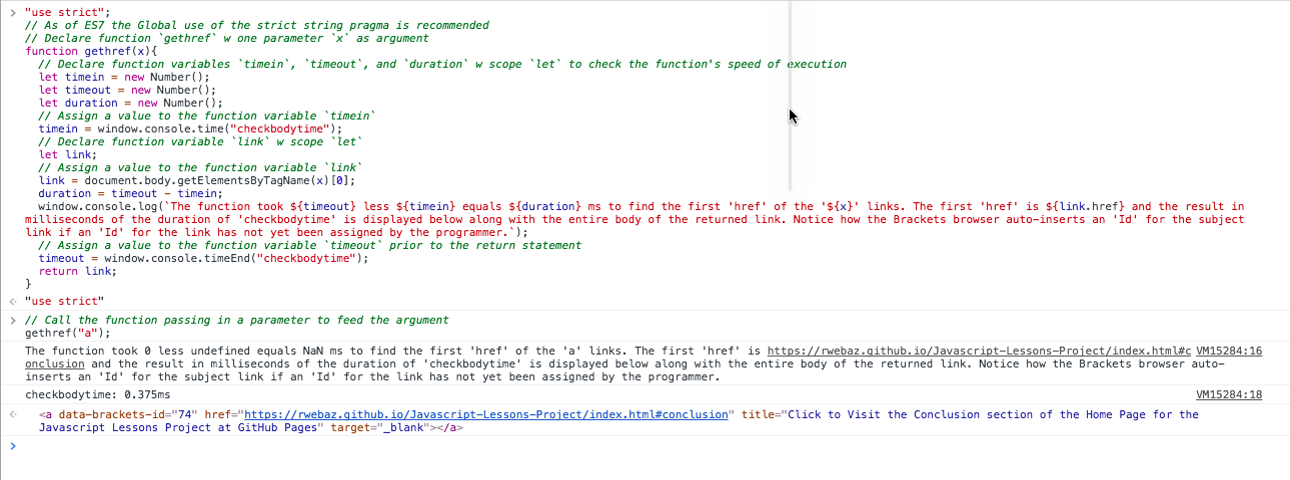 > "use strict";
// As of ES7 the Global use of the strict string pragma is recommended
// Declare function `gethref` w one parameter `x` as argument
function gethref(x){
// Declare function variables `timein`, `timeout`, and `duration` w scope `let` to check the function's speed of execution
let timein = new Number();
let timeout = new Number();
let duration = new Number();
// Assign a value to the function variable `timein`
timein = window.console.time("checkbodytime");
// Declare function variable `link` w scope `let`
let link;
// Assign a value to the function variable `link`
link = document.body.getElementsByTagName(x)[0];
duration = timeout - timein;
window.console.log(`The function took ${timeout} less ${timein} equals ${duration} ms to find the first 'href' of the '${x}' links. The first 'href' is ${link.href} and the result in
milliseconds of the duration of 'checkbodytime' is displayed below along with the entire body of the returned link. Notice how the Brackets browser auto-inserts an 'Id' for the subject
link if an 'Id' for the link has not yet been assigned by the programmer.`);
// Assign a value to the function variable `timeout` prior to the return statement
timeout = window.console.timeEnd("checkbodytime");
return link;
}
"use strict"
> // Call the function passing in a parameter to feed the argument
gethref("a");
The function took 0 less undefined equals NaN ms to find the first 'href' of the 'a' links. The first 'href' is https://rwebaz.github.io/Javascript-Lessons-Project/index.html#c VM15284:16
onclusion and the result in milliseconds of the duration of 'checkbodytime' is displayed below along with the entire body of the returned link. Notice how the Brackets browser auto-
inserts an 'Id' for the subject link if an 'Id' for the link has not yet been assigned by the programmer.
checkbodytime: 0.375ms VM15284:18
<a data-brackets-id="74" href="https://rwebaz.github.io/Javascript-Lessons-Project/index.html#conclusion" title="Click to Visit the Conclusion section of the Home Page for the
Javascript Lessons Project at GitHub Pages" target="_blank"></a>
>